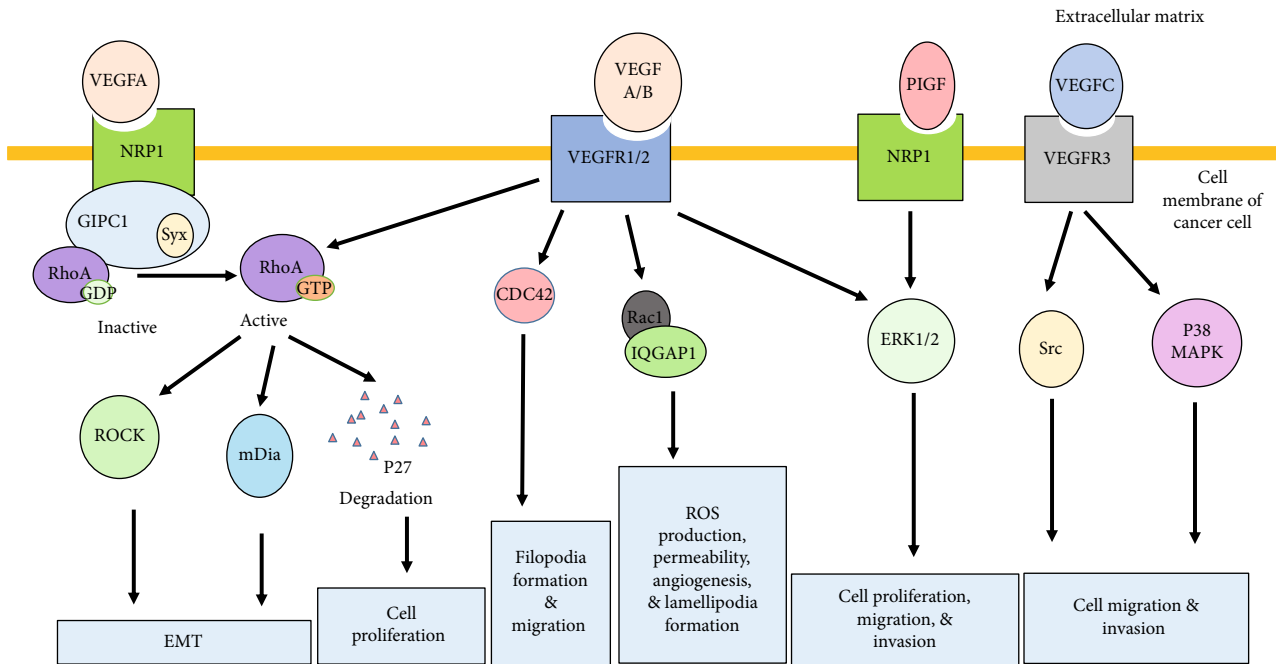 Extracellular matrix
VEGFA
VEGF
A/B
PIGF
VEGFC
NRP1
VEGFR1/2
NRP1
VEGFR3
Cell
membrane of
cancer cell
GIPC1
Syx
RhoA
GDP
RhoA
GTP
Inactive
Active
CDC42
Rac1
IQGAP1
ERK1/2
Src
P38
MAPK
ROCK
mDia
P27
Degradation
EMT
Cell
proliferation
Filopodia
formation
&
migration
ROS
production,
permeability,
angiogenesis,
& lamellipodia
formation
Cell proliferation,
migration, &
invasion
Cell migration &
invasion